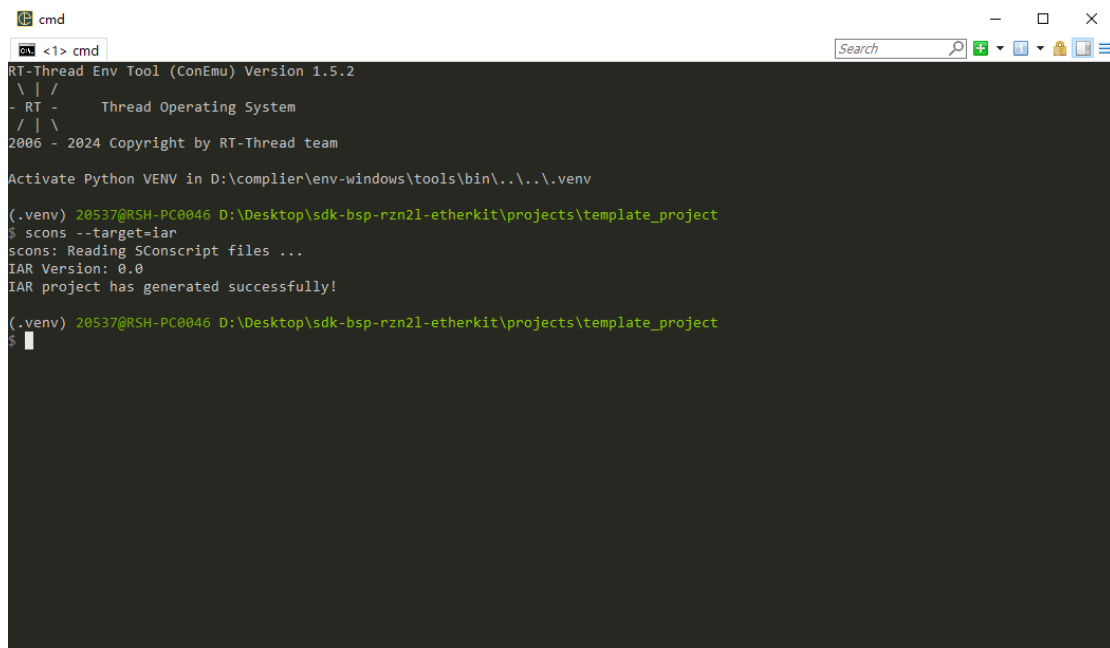 cmd
<1> cmd
Search
RT-Thread Env Tool (ConEmu) Version 1.5.2
 \ | /
- RT -     Thread Operating System
 / | \
2006 - 2024 Copyright by RT-Thread team
Activate Python VENV in D:\complier\env-windows\tools\bin\..\..\.venv
(.venv) 20537@RSH-PC0046 D:\Desktop\sdk-bsp-rzn2l-etherkit\projects\template_project
$ scons --target=iar
scons: Reading SConscript files ...
IAR Version: 0.0
IAR project has generated successfully!
(.venv) 20537@RSH-PC0046 D:\Desktop\sdk-bsp-rzn2l-etherkit\projects\template_project
$